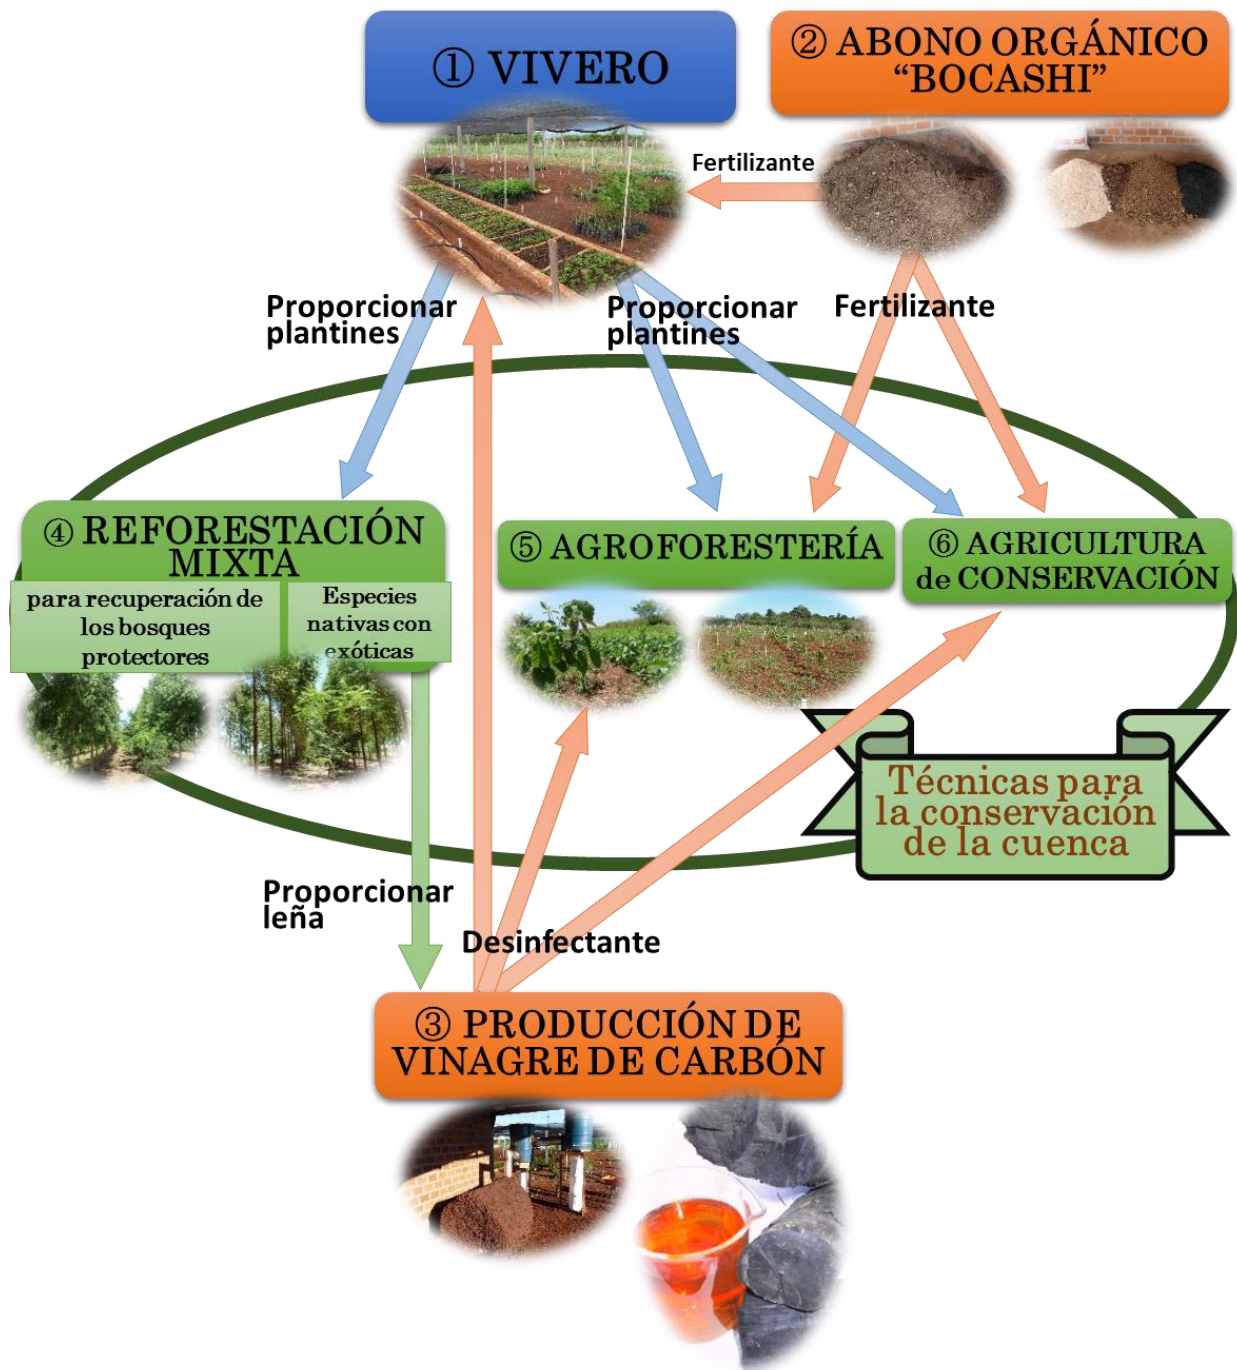 ① VIVERO
② ABONO ORGÁNICO
“BOCASHI”
Fertilizante
Proporcionar
plantines
Proporcionar
plantines
Fertilizante
④ REFORESTACIÓN
MIXTA
para recuperación de
los bosques
protectores
Especies
nativas con
exóticas
⑤ AGROFORESTERÍA
⑥ AGRICULTURA
de CONSERVACIÓN
Técnicas para
la conservación
de la cuenca
Proporcionar
leña
Desinfectante
③ PRODUCCIÓN DE
VINAGRE DE CARBÓN